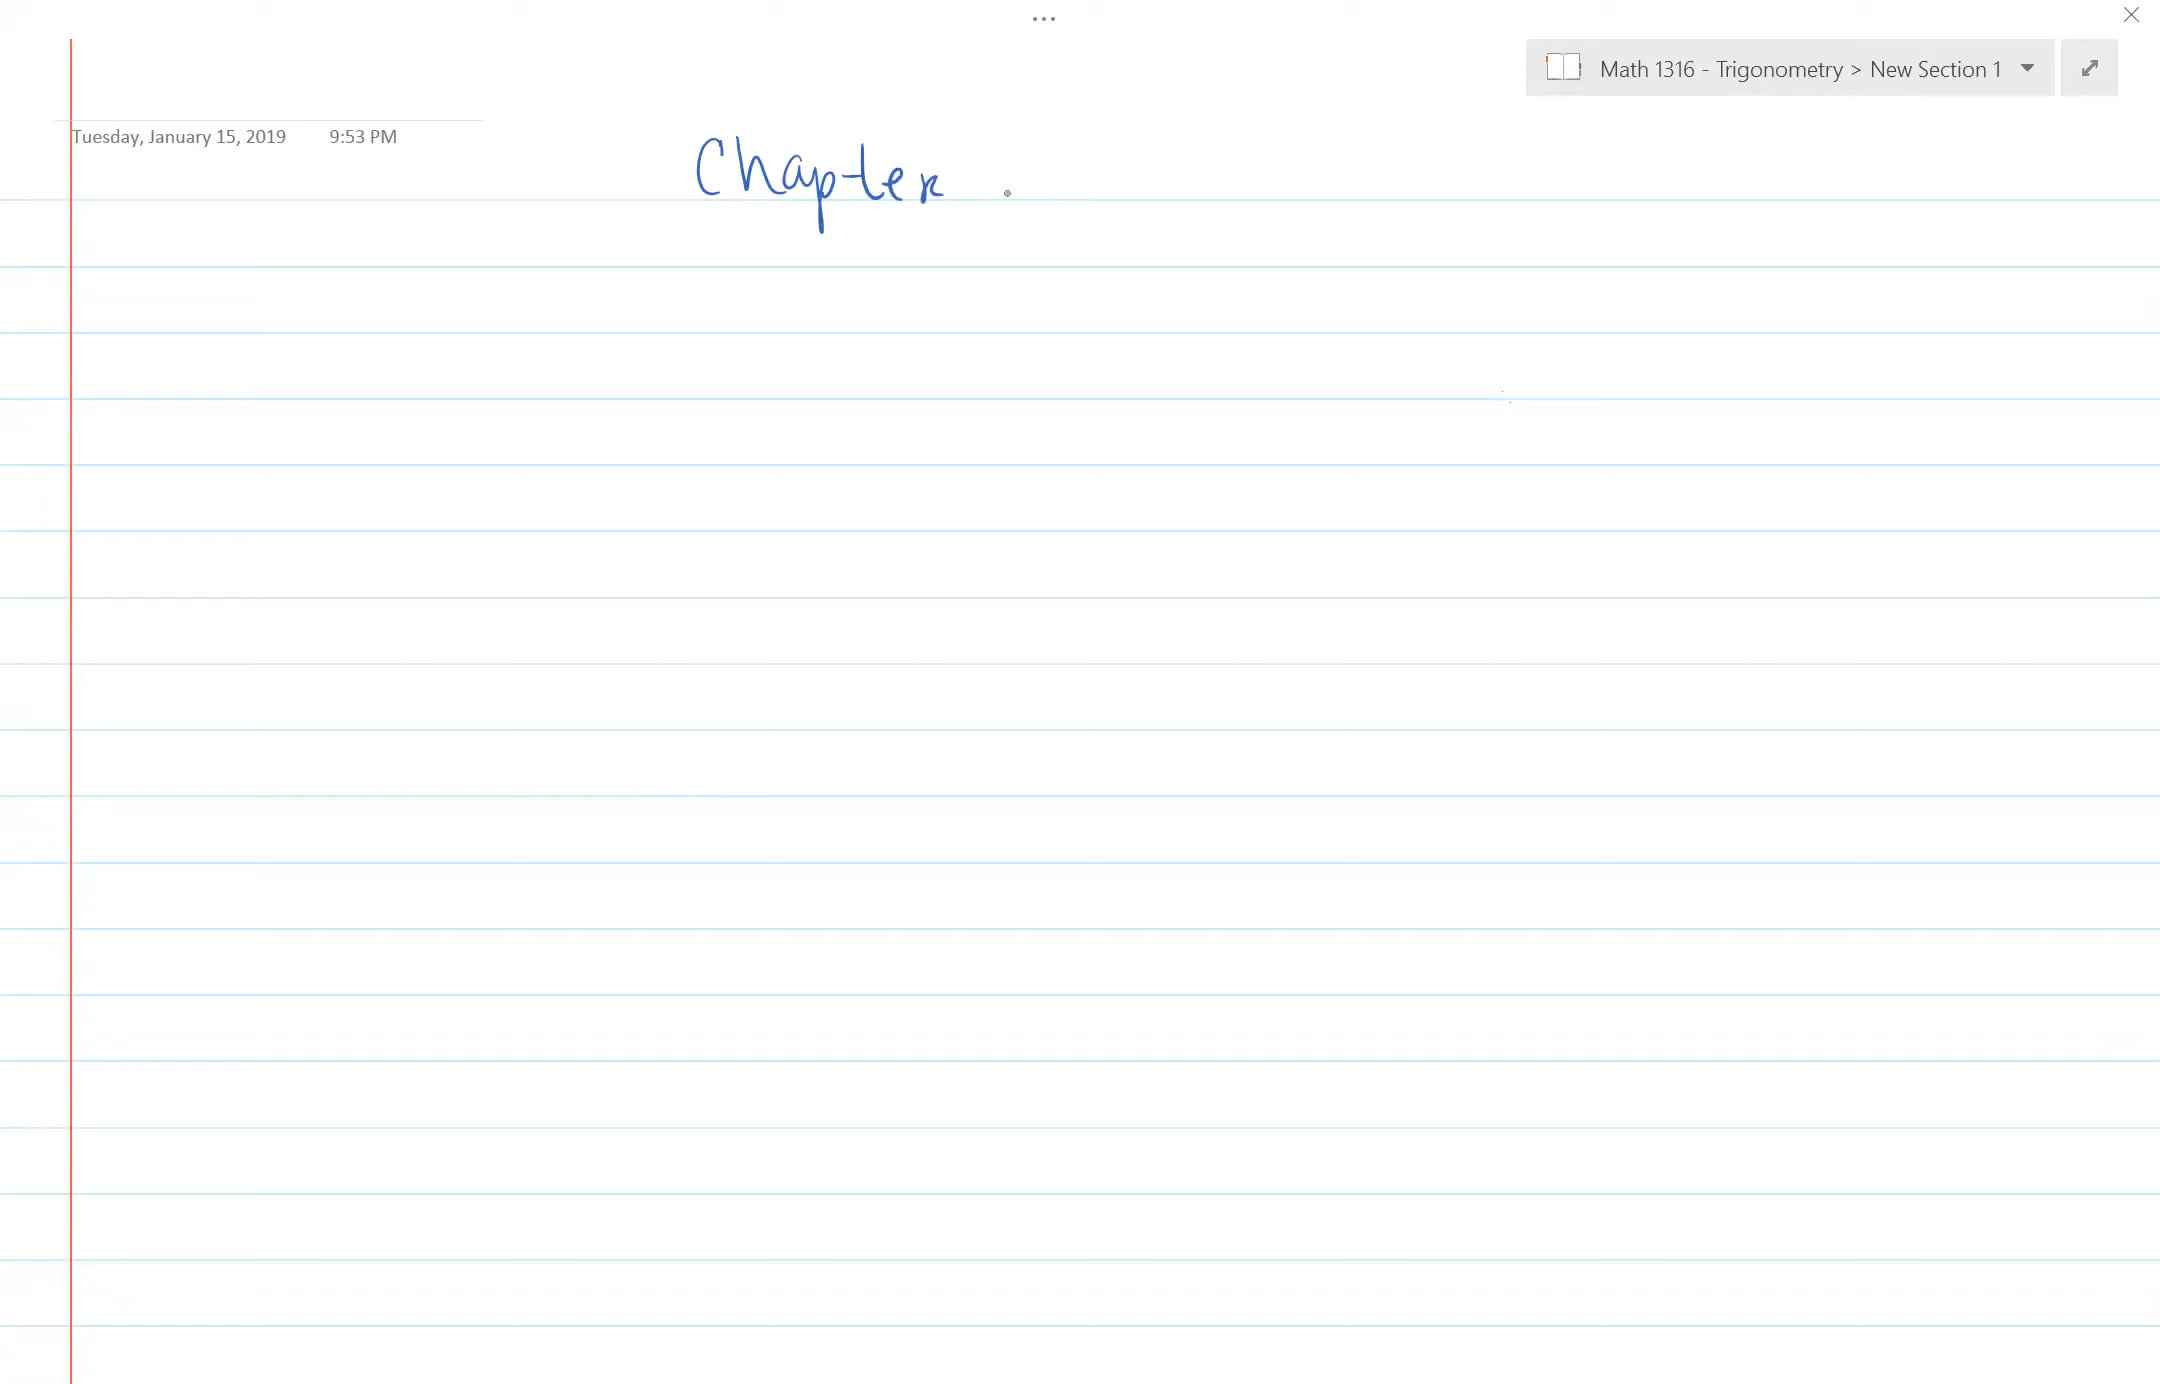 Math 1316 - Trigonometry > New Section 1
Tuesday, January 15, 2019 9:53 PM
Chapter